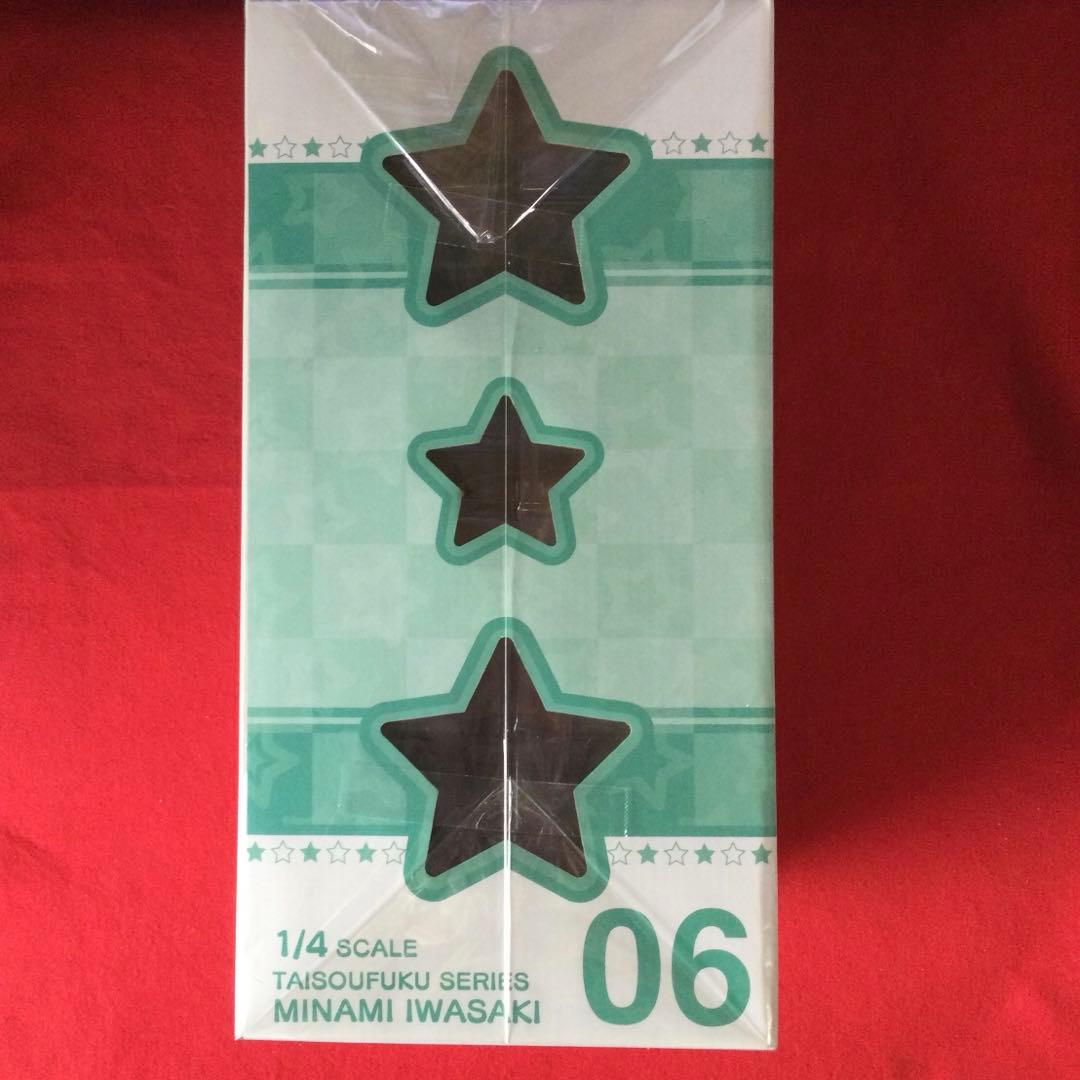 1/4 SCALE
TAISOUFUKU SERIES
MINAMI IWASAKI
06